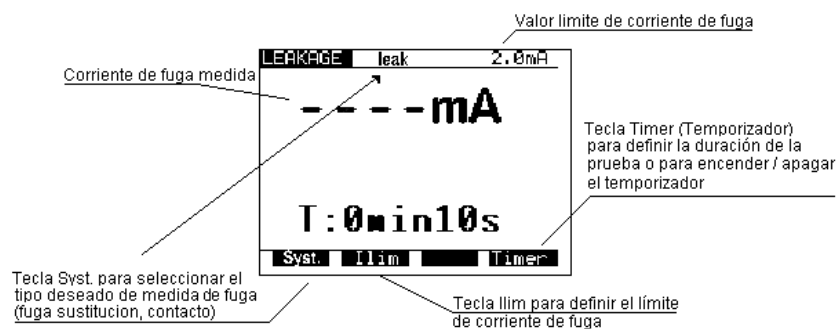 Valor limite de corriente de fuga
LEAKAGE leak 2.0mA
Corriente de fuga medida
----mA
Tecla Timer (Temporizador)
para definir la duración de la
prueba o para encender / apagar
el temporizador
T:0min10s
Syst. Ilim Timer
Tecla Syst. para seleccionar el
tipo deseado de medida de fuga
(fuga sustitucion, contacto)
Tecla Ilim para definir el límite
de corriente de fuga